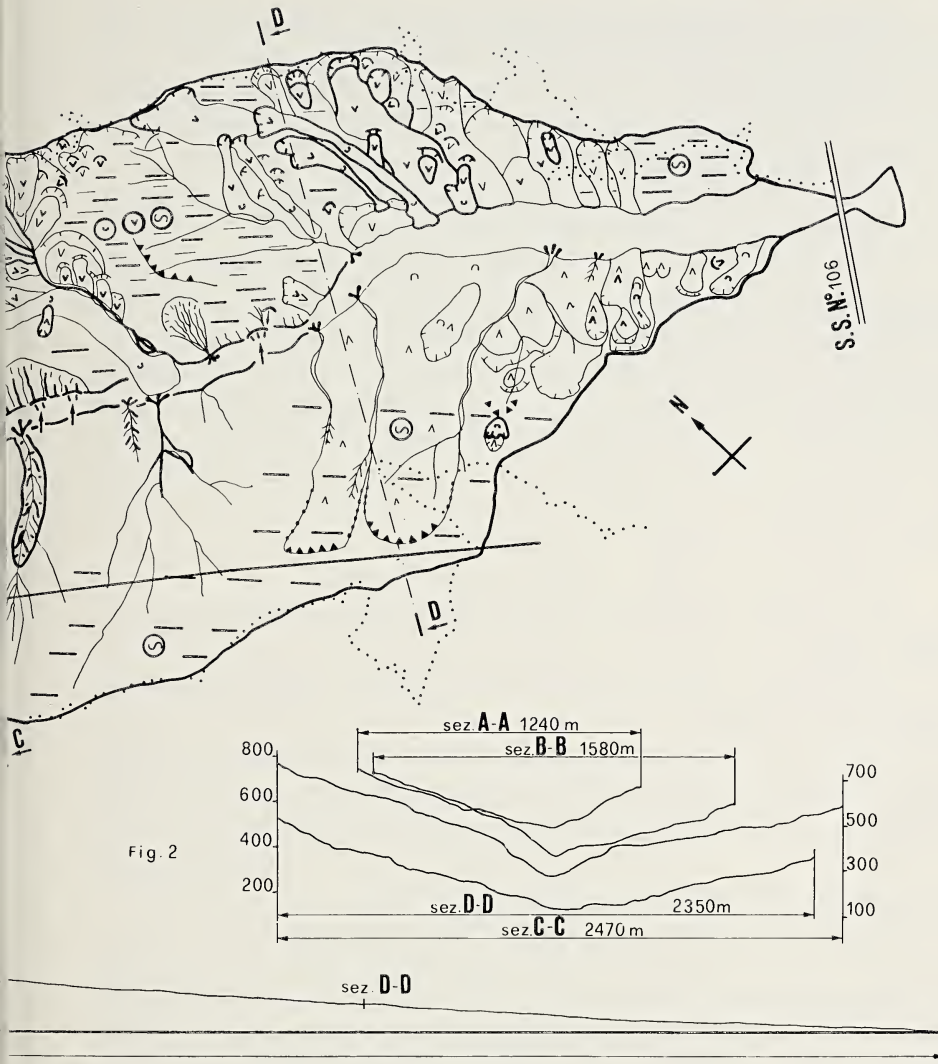 D
S
S
S.S. N°.106
N
S
D
S
C
sez. A-A 1240 m
sez. B-B 1580m
800
700
600
500
Fig. 2
400
300
200
100
sez. D-D 2350m
sez. C-C 2470 m
sez. D-D